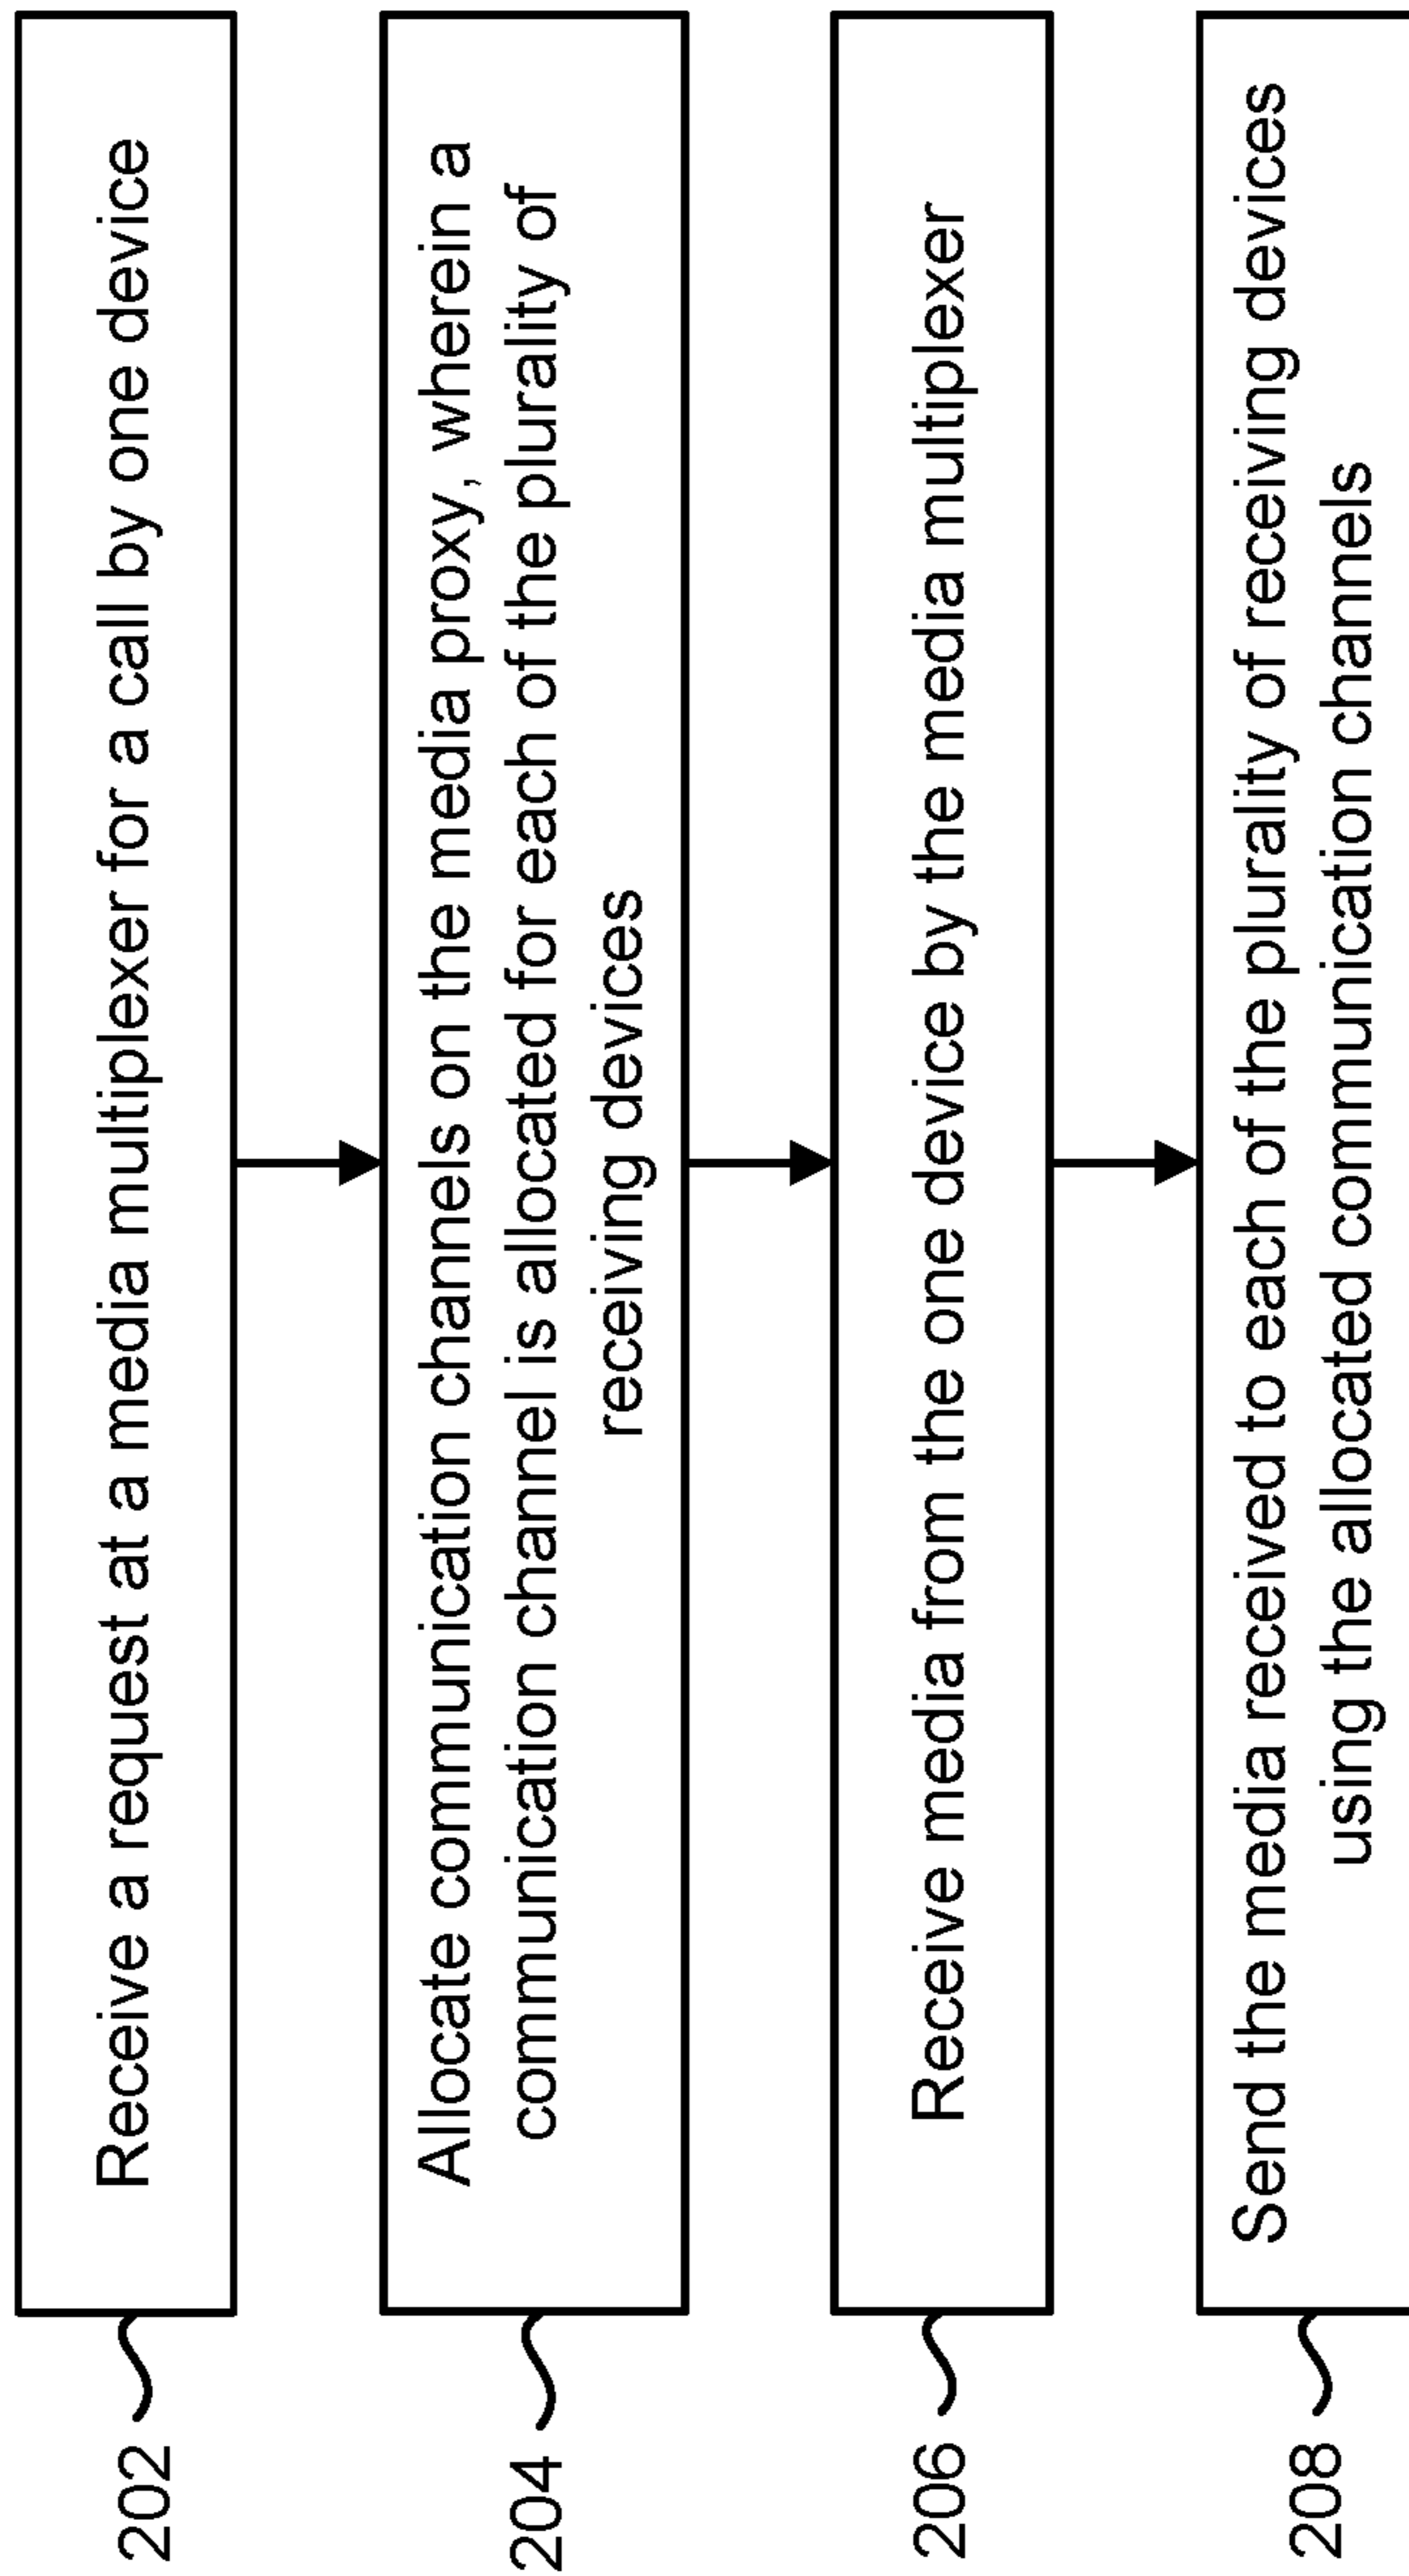 202
Receive a request at a media multiplexer for a call by one device
204
Allocate communication channels on the media proxy, wherein a
communication channel is allocated for each of the plurality of
receiving devices
206
Receive media from the one device by the media multiplexer
208
Send the media received to each of the plurality of receiving devices
using the allocated communication channels